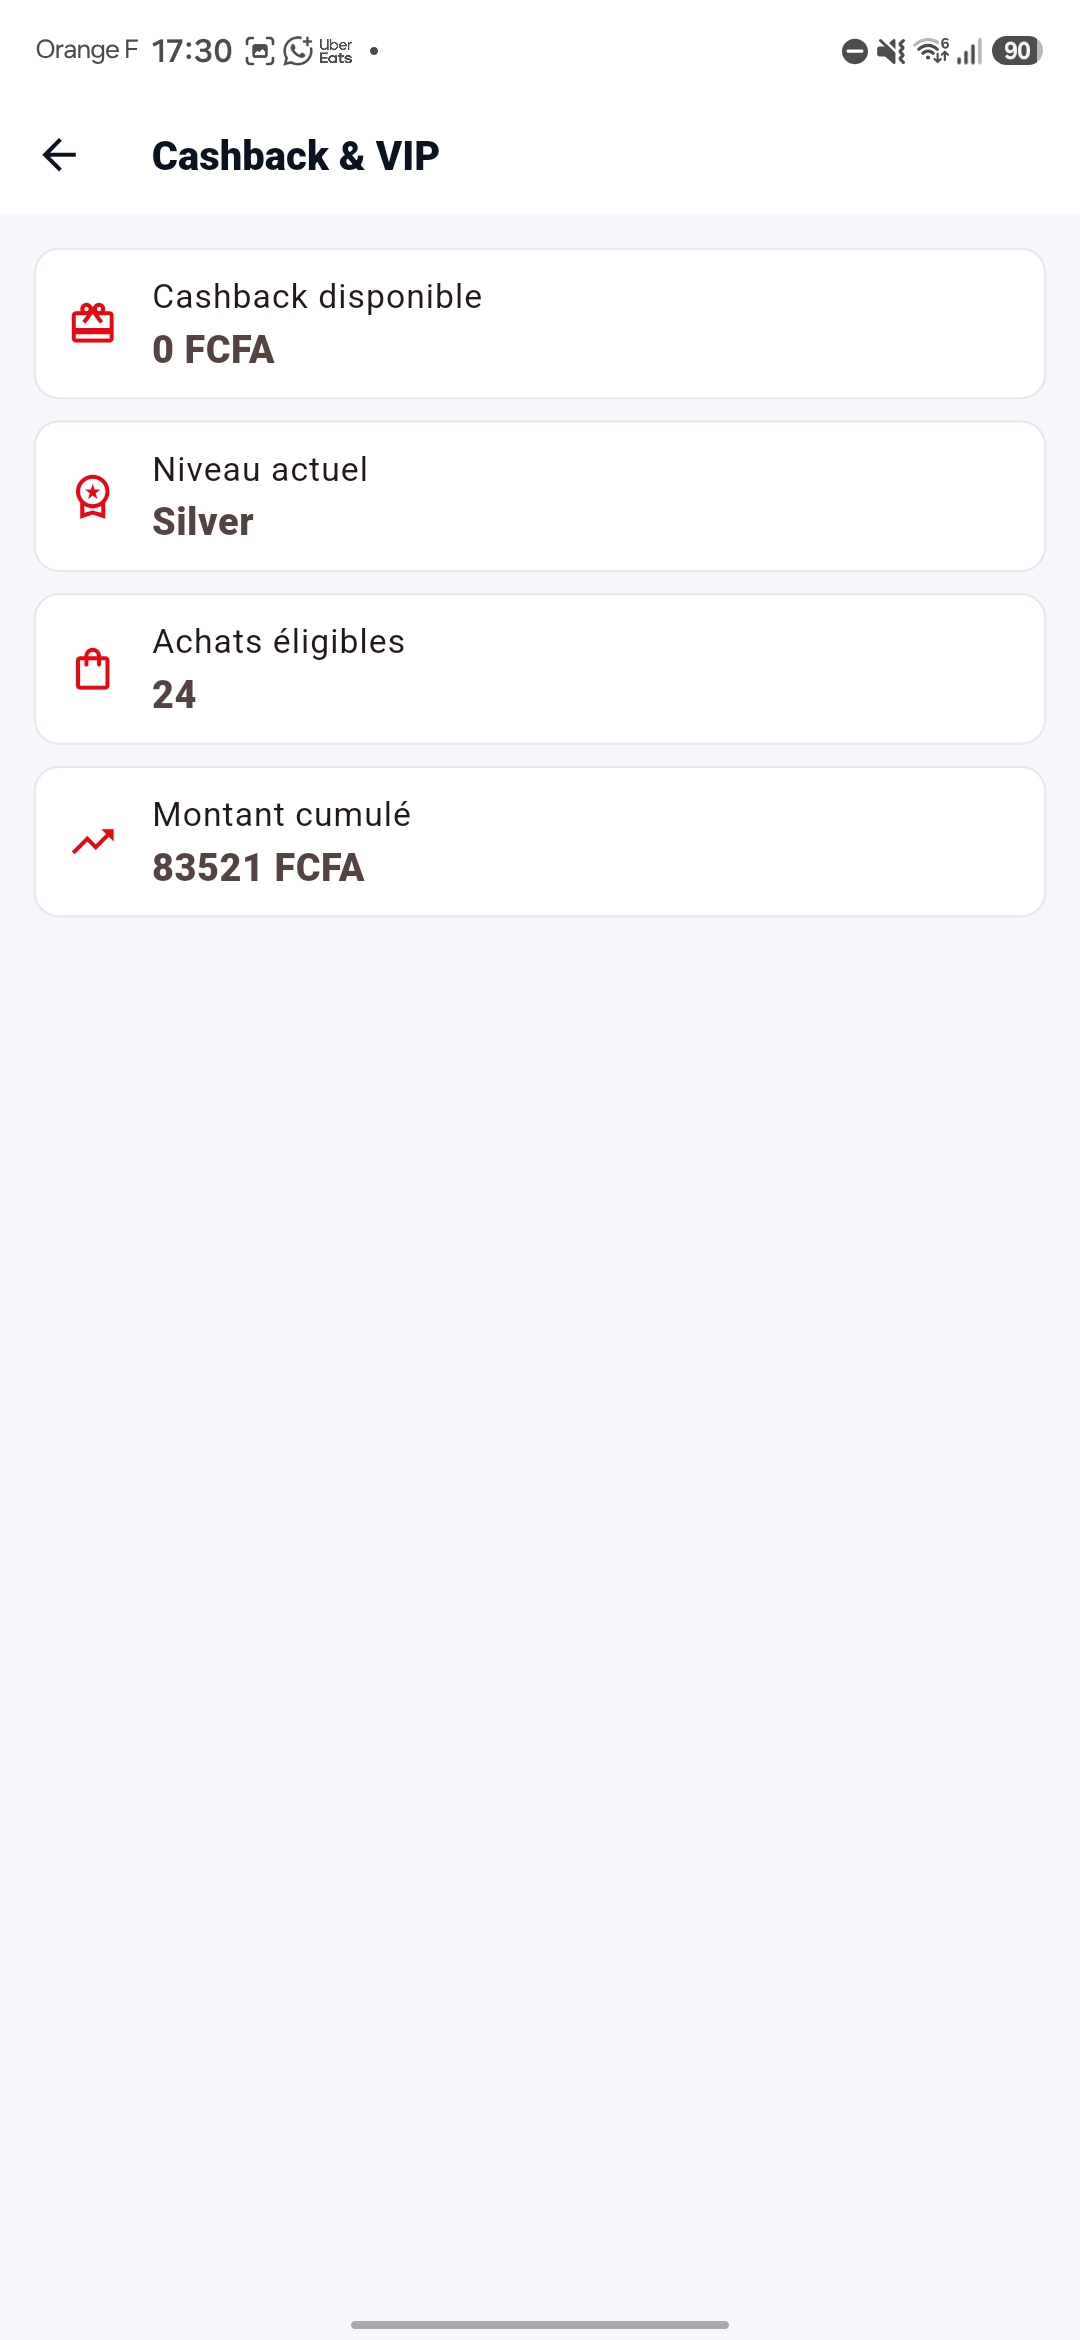 Orange F 17:30 Uber Eats 6 90
Cashback & VIP
Cashback disponible
0 FCFA
Niveau actuel
Silver
Achats éligibles
24
Montant cumulé
83521 FCFA